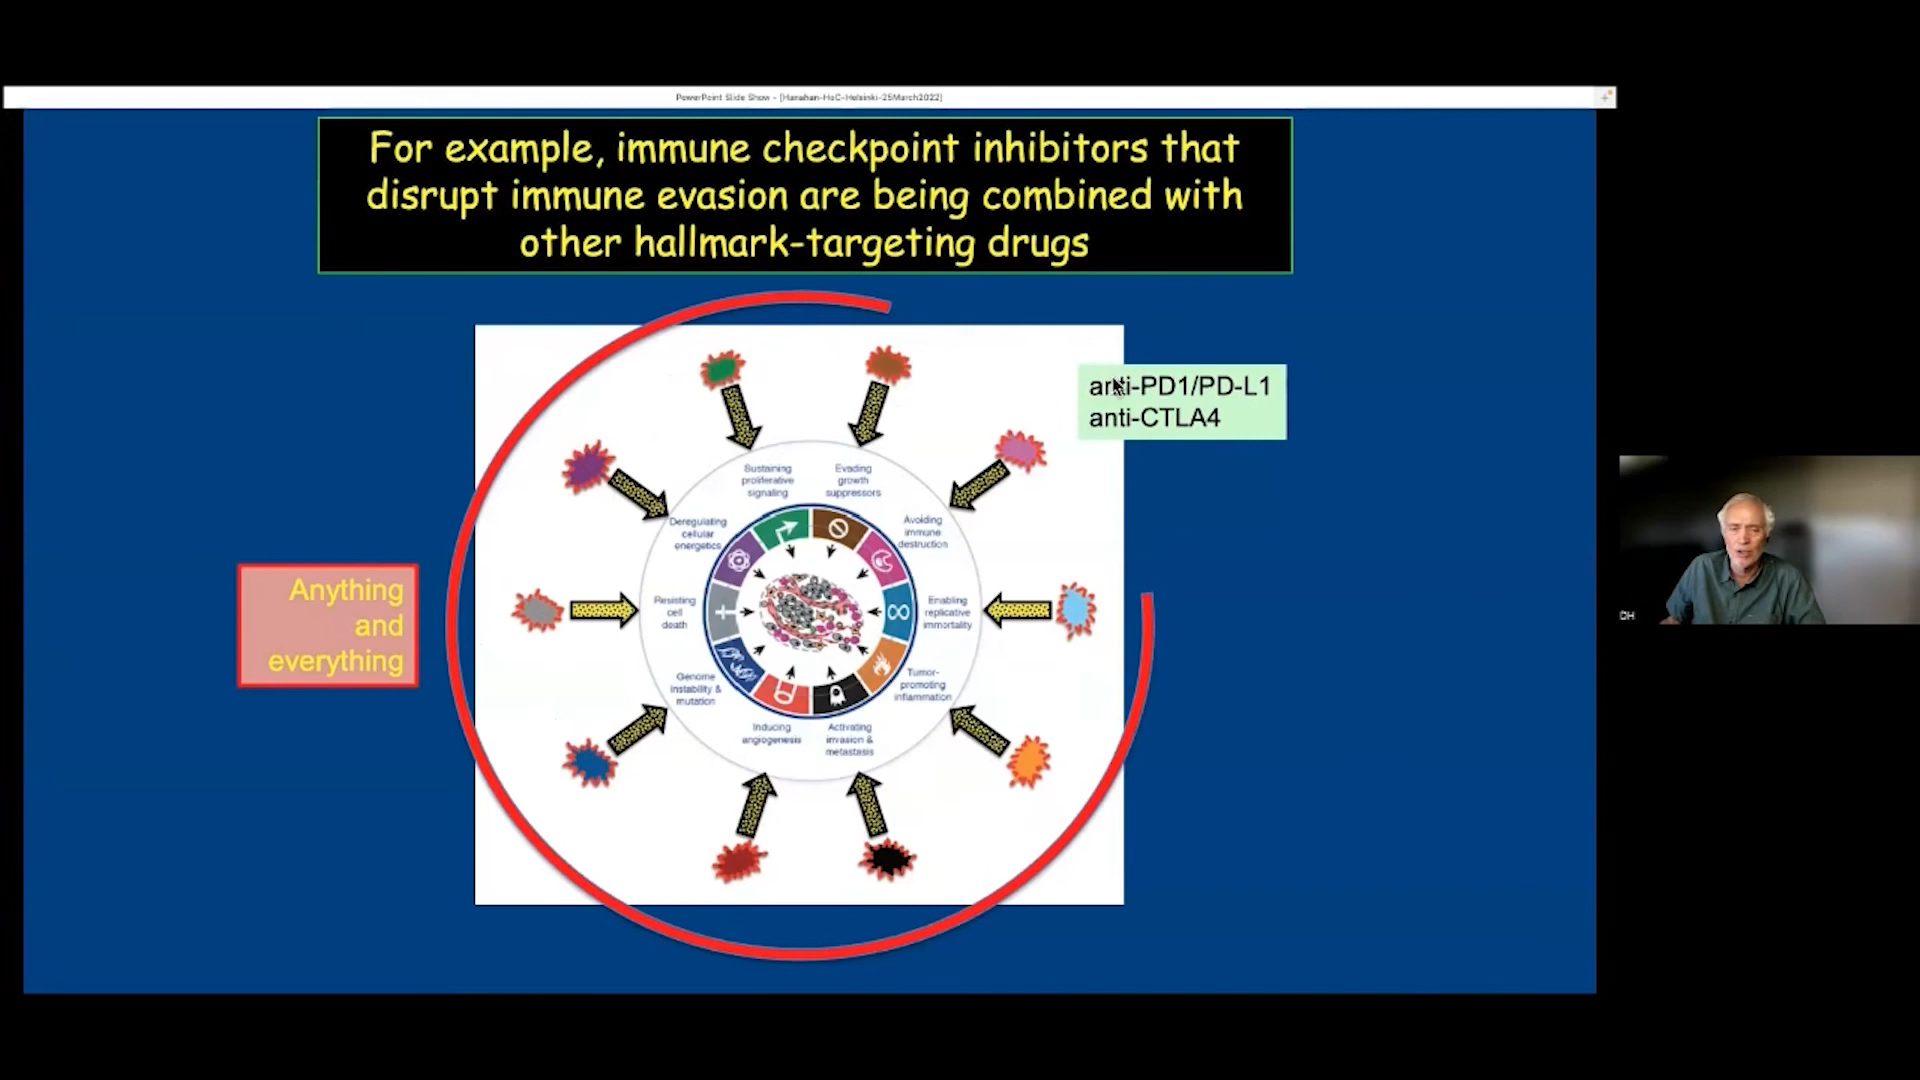 PowerPoint Slide Show - [Hanahan-HoC-Helsinki-25March2022]
For example, immune checkpoint inhibitors that
disrupt immune evasion are being combined with
other hallmark-targeting drugs
anti-PD1/PD-L1
anti-CTLA4
Sustaining
proliferative
signaling
Evading
growth
suppressors
Deregulating
cellular
energetics
Avoiding
immune
destruction
Anything
and
everything
Resisting
cell
death
Enabling
replicative
immortality
Genome
instability &
mutation
Tumor-
promoting
inflammation
Inducing
angiogenesis
Activating
invasion &
metastasis
DH